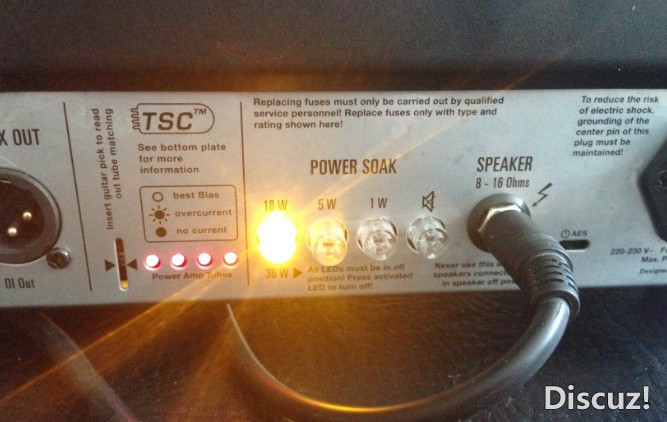 X OUT
DI Out
Insert guitar pick to read
out tube matching
TSC™
See bottom plate
for more
information
best Bias
overcurrent
no current
Power Amp Tubes
Replacing fuses must only be carried out by qualified
service personnel! Replace fuses only with type and
rating shown here!
POWER SOAK
18 W
5 W
1 W
36 W
All LEDs must be in off
position! Press activated
LED to turn off!
SPEAKER
8 - 16 Ohms
Never use this
speakers connec
in speaker off pos
AES
To reduce the risk
of electric shock,
grounding of the
center pin of this
plug must be
maintained!
220-230 V~
Max. P
Designe
Discuz!